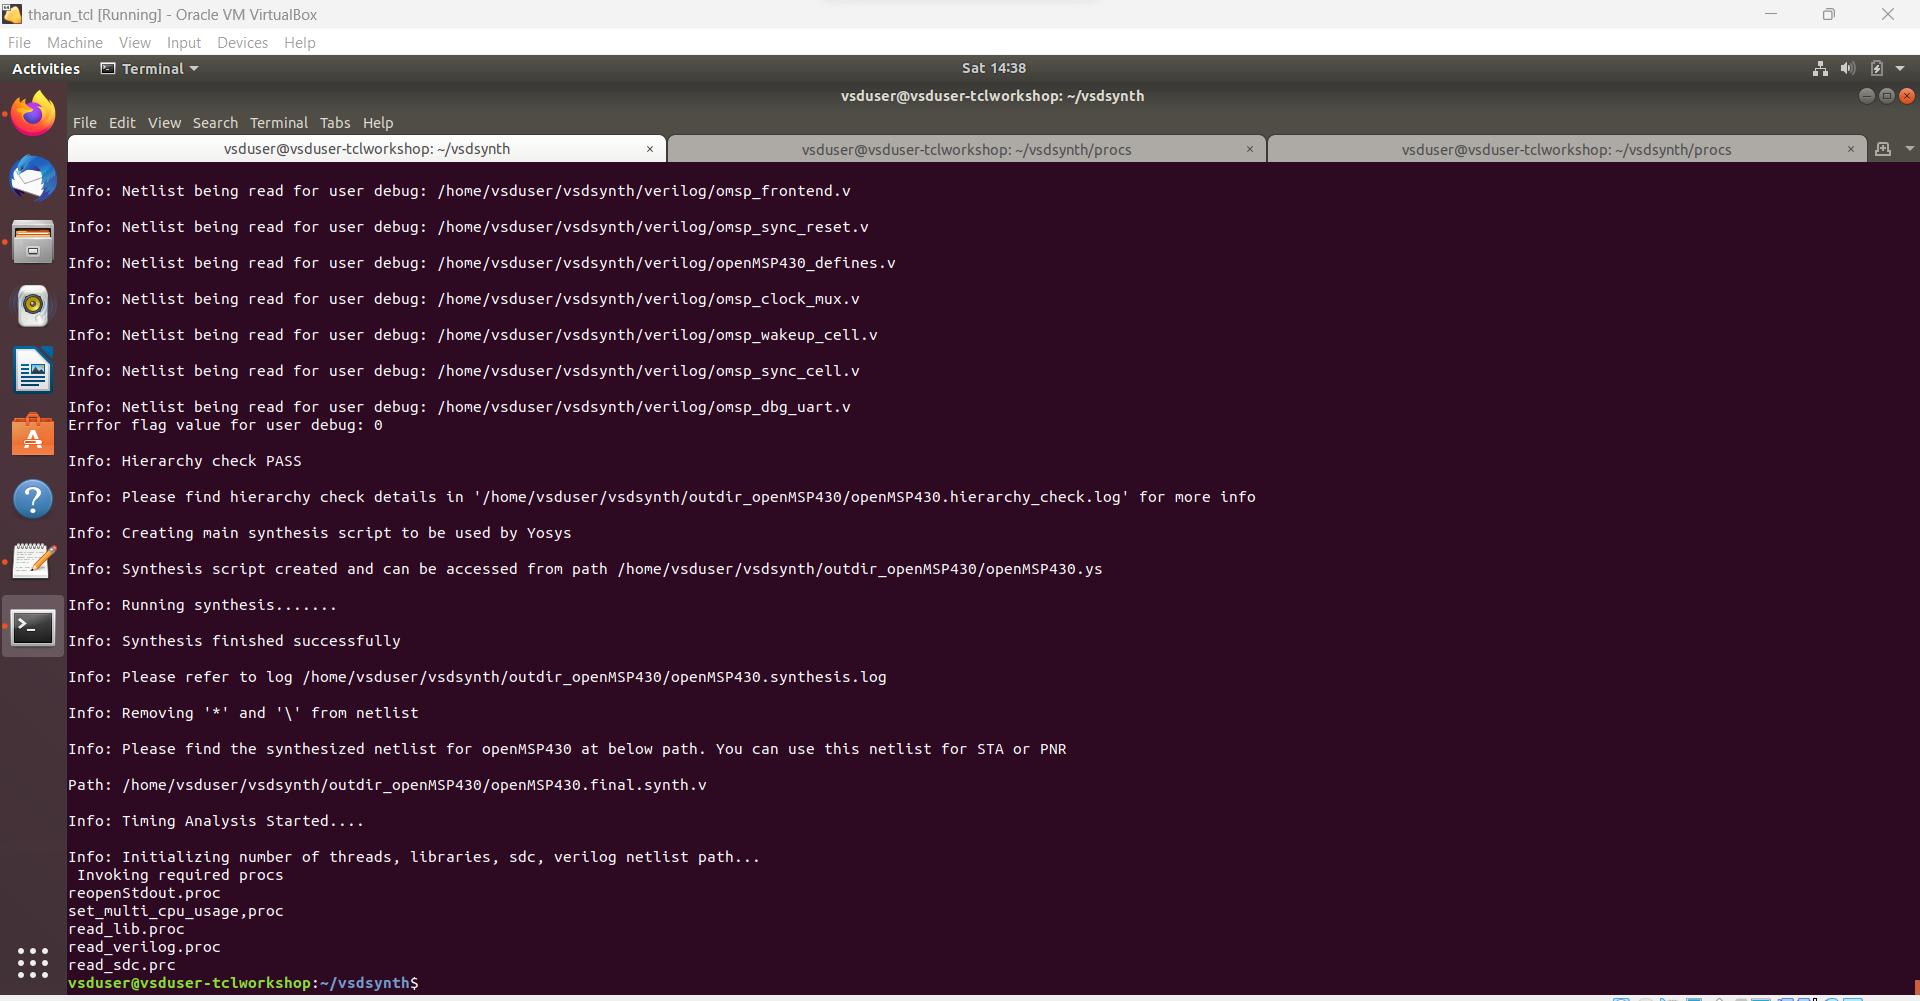 tharun_tcl [Running] - Oracle VM VirtualBox
File Machine View Input Devices Help
Activities Terminal Sat 14:38
vsduser@vsduser-tclworkshop: ~/vsdsynth
File Edit View Search Terminal Tabs Help
vsduser@vsduser-tclworkshop: ~/vsdsynth × vsduser@vsduser-tclworkshop: ~/vsdsynth/procs × vsduser@vsduser-tclworkshop: ~/vsdsynth/procs ×
Info: Netlist being read for user debug: /home/vsduser/vsdsynth/verilog/omsp_frontend.v
Info: Netlist being read for user debug: /home/vsduser/vsdsynth/verilog/omsp_sync_reset.v
Info: Netlist being read for user debug: /home/vsduser/vsdsynth/verilog/openMSP430_defines.v
Info: Netlist being read for user debug: /home/vsduser/vsdsynth/verilog/omsp_clock_mux.v
Info: Netlist being read for user debug: /home/vsduser/vsdsynth/verilog/omsp_wakeup_cell.v
Info: Netlist being read for user debug: /home/vsduser/vsdsynth/verilog/omsp_sync_cell.v
Info: Netlist being read for user debug: /home/vsduser/vsdsynth/verilog/omsp_dbg_uart.v
Errfor flag value for user debug: 0
Info: Hierarchy check PASS
Info: Please find hierarchy check details in '/home/vsduser/vsdsynth/outdir_openMSP430/openMSP430.hierarchy_check.log' for more info
Info: Creating main synthesis script to be used by Yosys
Info: Synthesis script created and can be accessed from path /home/vsduser/vsdsynth/outdir_openMSP430/openMSP430.ys
Info: Running synthesis.......
Info: Synthesis finished successfully
Info: Please refer to log /home/vsduser/vsdsynth/outdir_openMSP430/openMSP430.synthesis.log
Info: Removing '*' and '\' from netlist
Info: Please find the synthesized netlist for openMSP430 at below path. You can use this netlist for STA or PNR
Path: /home/vsduser/vsdsynth/outdir_openMSP430/openMSP430.final.synth.v
Info: Timing Analysis Started....
Info: Initializing number of threads, libraries, sdc, verilog netlist path...
Invoking required procs
reopenStdout.proc
set_multi_cpu_usage,proc
read_lib.proc
read_verilog.proc
read_sdc.prc
vsduser@vsduser-tclworkshop:~/vsdsynth$